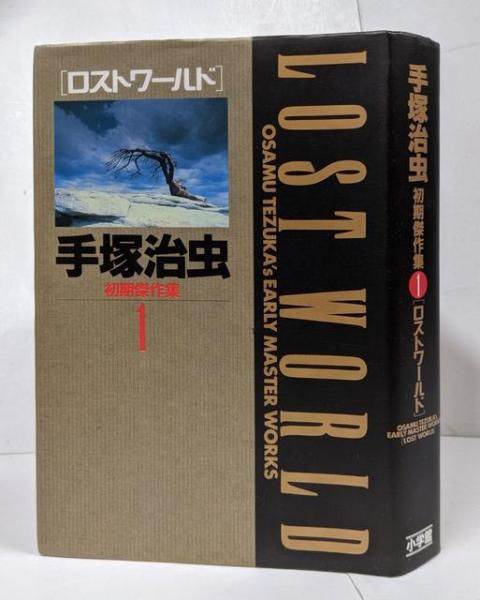 [ロストワールド]
手塚治虫
初期傑作集
1
LOST WORLD
OSAMU TEZUKA's EARLY MASTER WORKS
手塚治虫 初期傑作集 1 [ロストワールド]
OSAMU TEZUKA's
EARLY MASTER WORKS
[LOST WORLD]
小学館